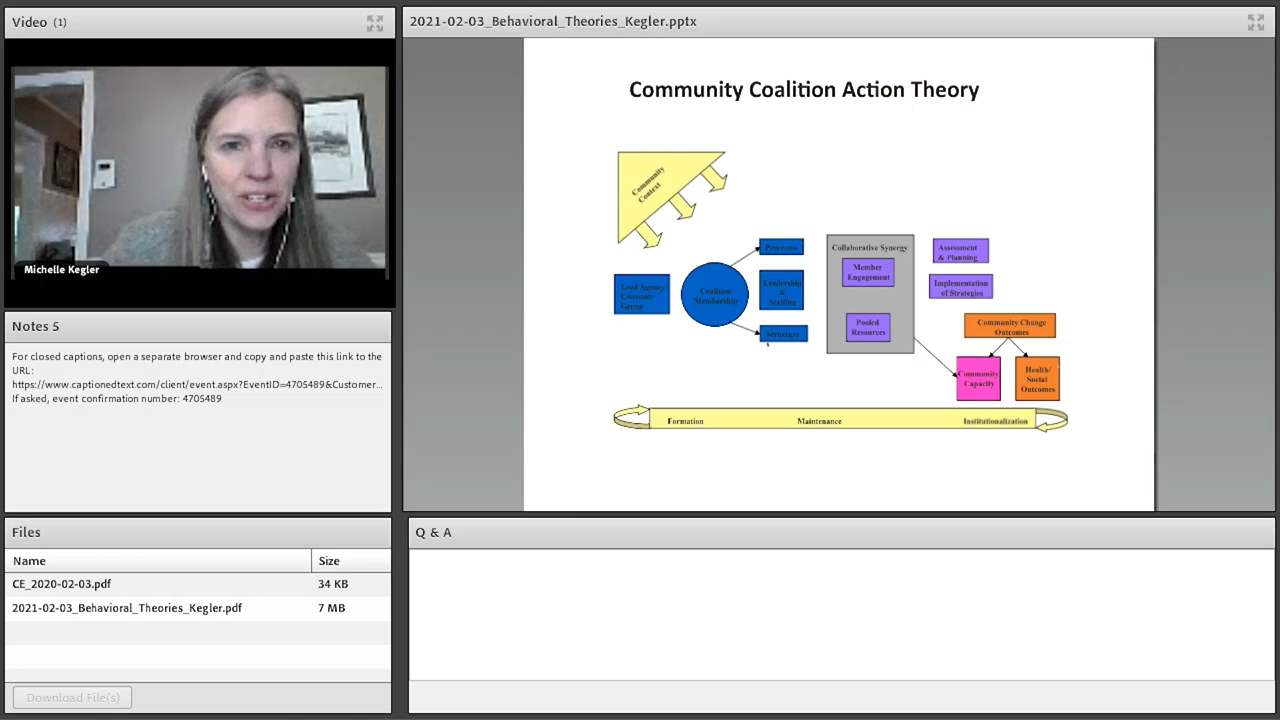 Video (1)
Michelle Kegler
Notes 5
For closed captions, open a separate browser and copy and paste this link to the
URL:
https://www.captionedtext.com/client/event.aspx?EventID=4705489&Customer...
If asked, event confirmation number: 4705489
Files
Name Size
CE_2020-02-03.pdf 34 KB
2021-02-03_Behavioral_Theories_Kegler.pdf 7 MB
Download File(s)
2021-02-03_Behavioral_Theories_Kegler.pptx
Community Coalition Action Theory
Community
Context
Lead Agency/
Convener
Group
Coalition
Membership
Processes
Leadership
&
Staffing
Structure
s
Collaborative Synergy
Member
Engagement
Pooled
Resources
Assessment
& Planning
Implementation
of Strategies
Community Change
Outcomes
Community
Capacity
Health/
Social
Outcomes
Formation Maintenance Institutionalization
Q & A